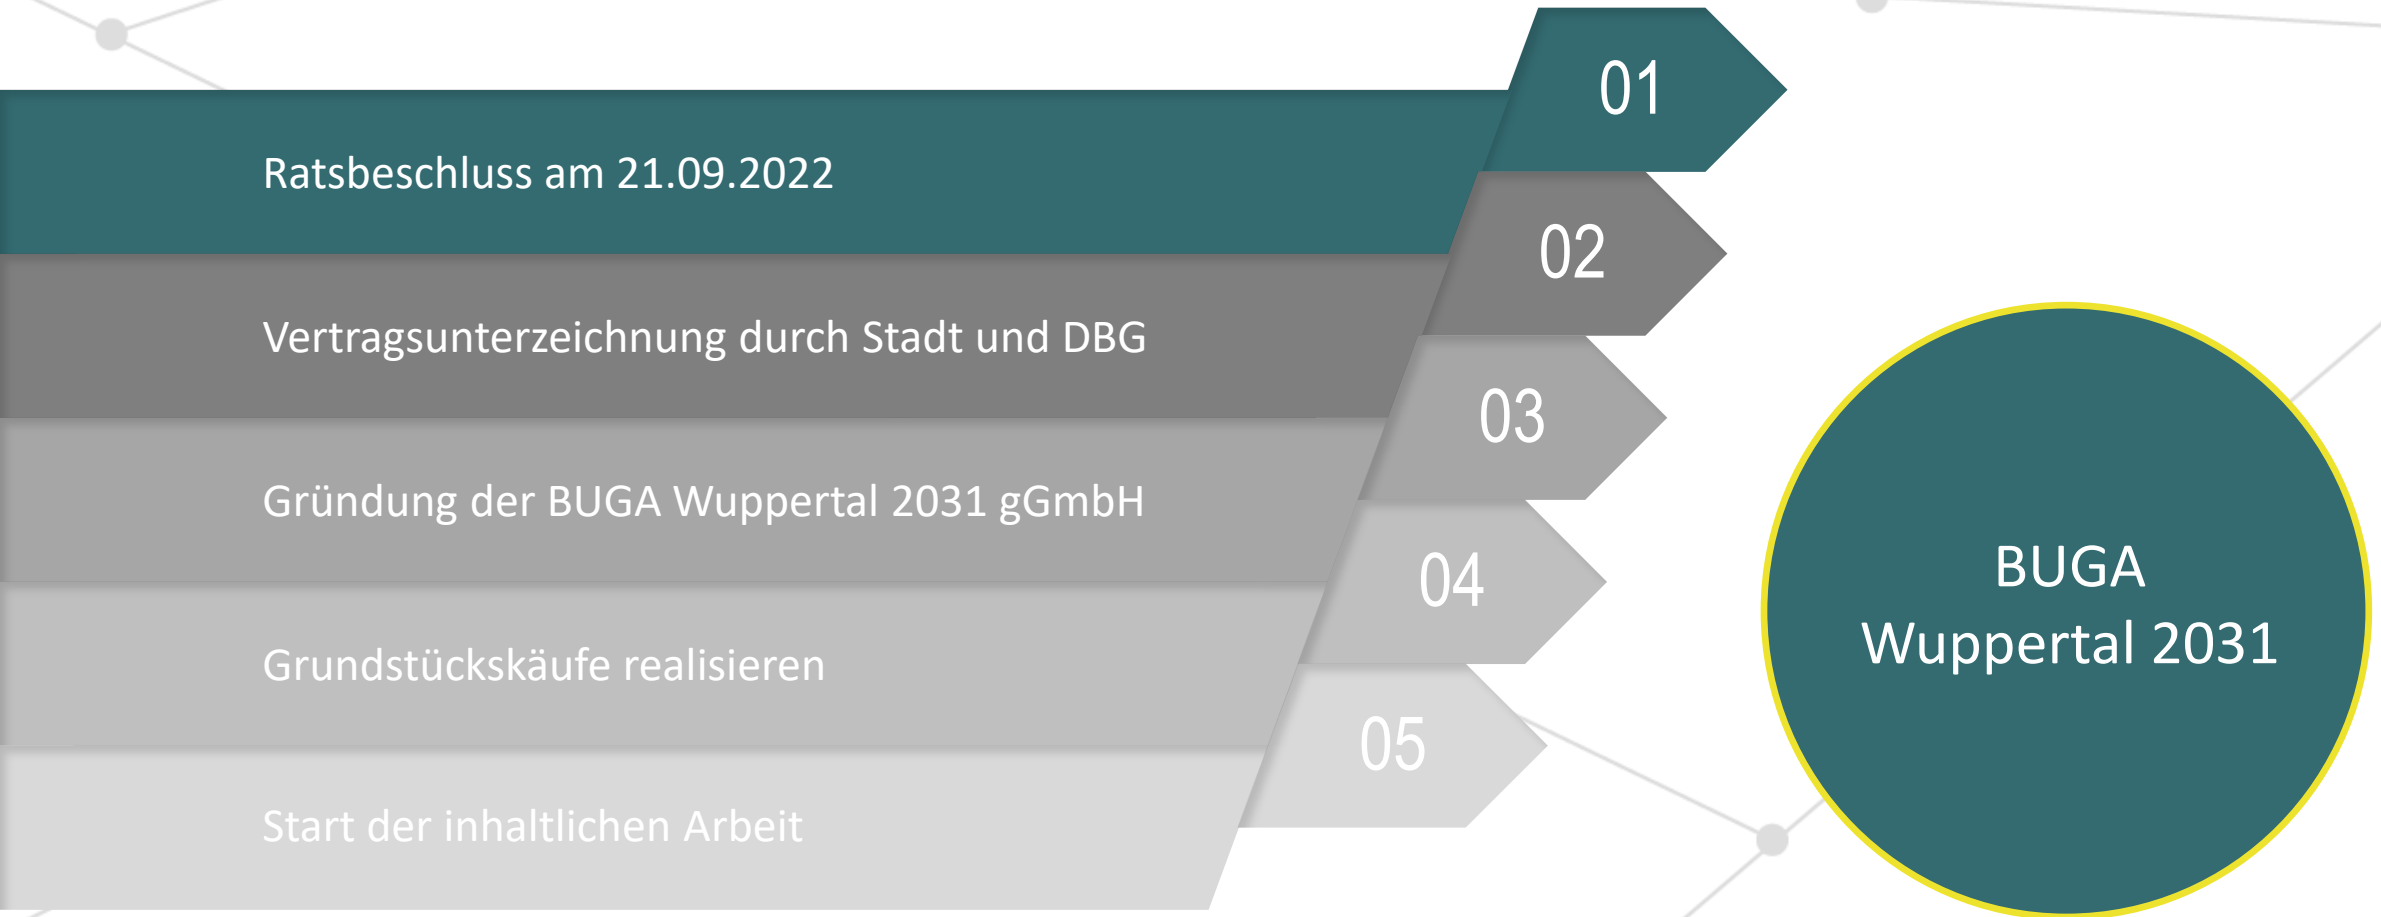 01
Ratsbeschluss am 21.09.2022
02
Vertragsunterzeichnung durch Stadt und DBG
03
Gründung der BUGA Wuppertal 2031 gGmbH
04
Grundstückskäufe realisieren
05
Start der inhaltlichen Arbeit
BUGA
Wuppertal 2031